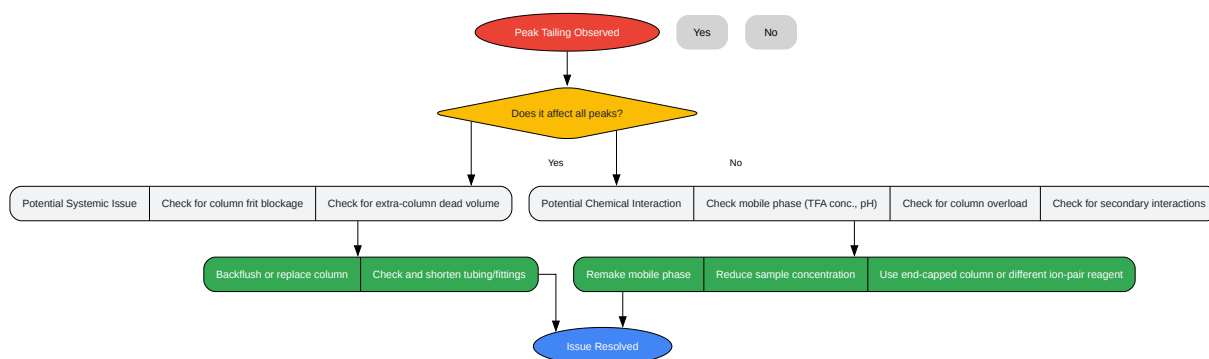 Peak Tailing Observed
Yes
No
Does it affect all peaks?
Yes
No
Potential Systemic Issue
Check for column frit blockage
Check for extra-column dead volume
Potential Chemical Interaction
Check mobile phase (TFA conc., pH)
Check for column overload
Check for secondary interactions
Backflush or replace column
Check and shorten tubing/fittings
Remake mobile phase
Reduce sample concentration
Use end-capped column or different ion-pair reagent
Issue Resolved